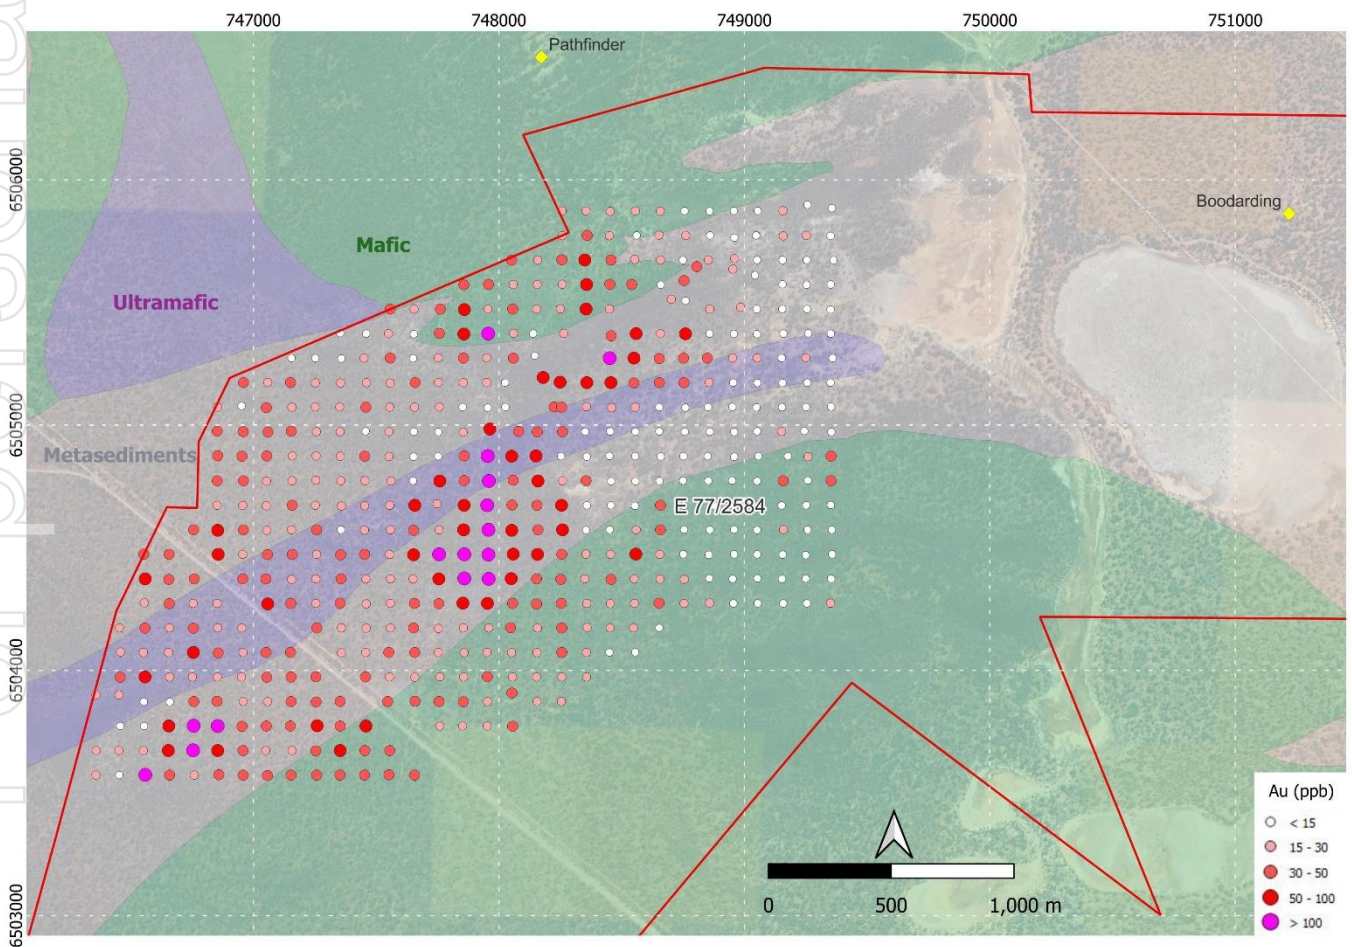 747000 748000 749000 750000 751000
Pathfinder
6506000
Boodarding
Mafic
Ultramafic
6505000
Metasediments
E 77/2584
6504000
Au (ppb)
< 15
15 - 30
30 - 50
50 - 100
> 100
0 500 1,000 m
6503000